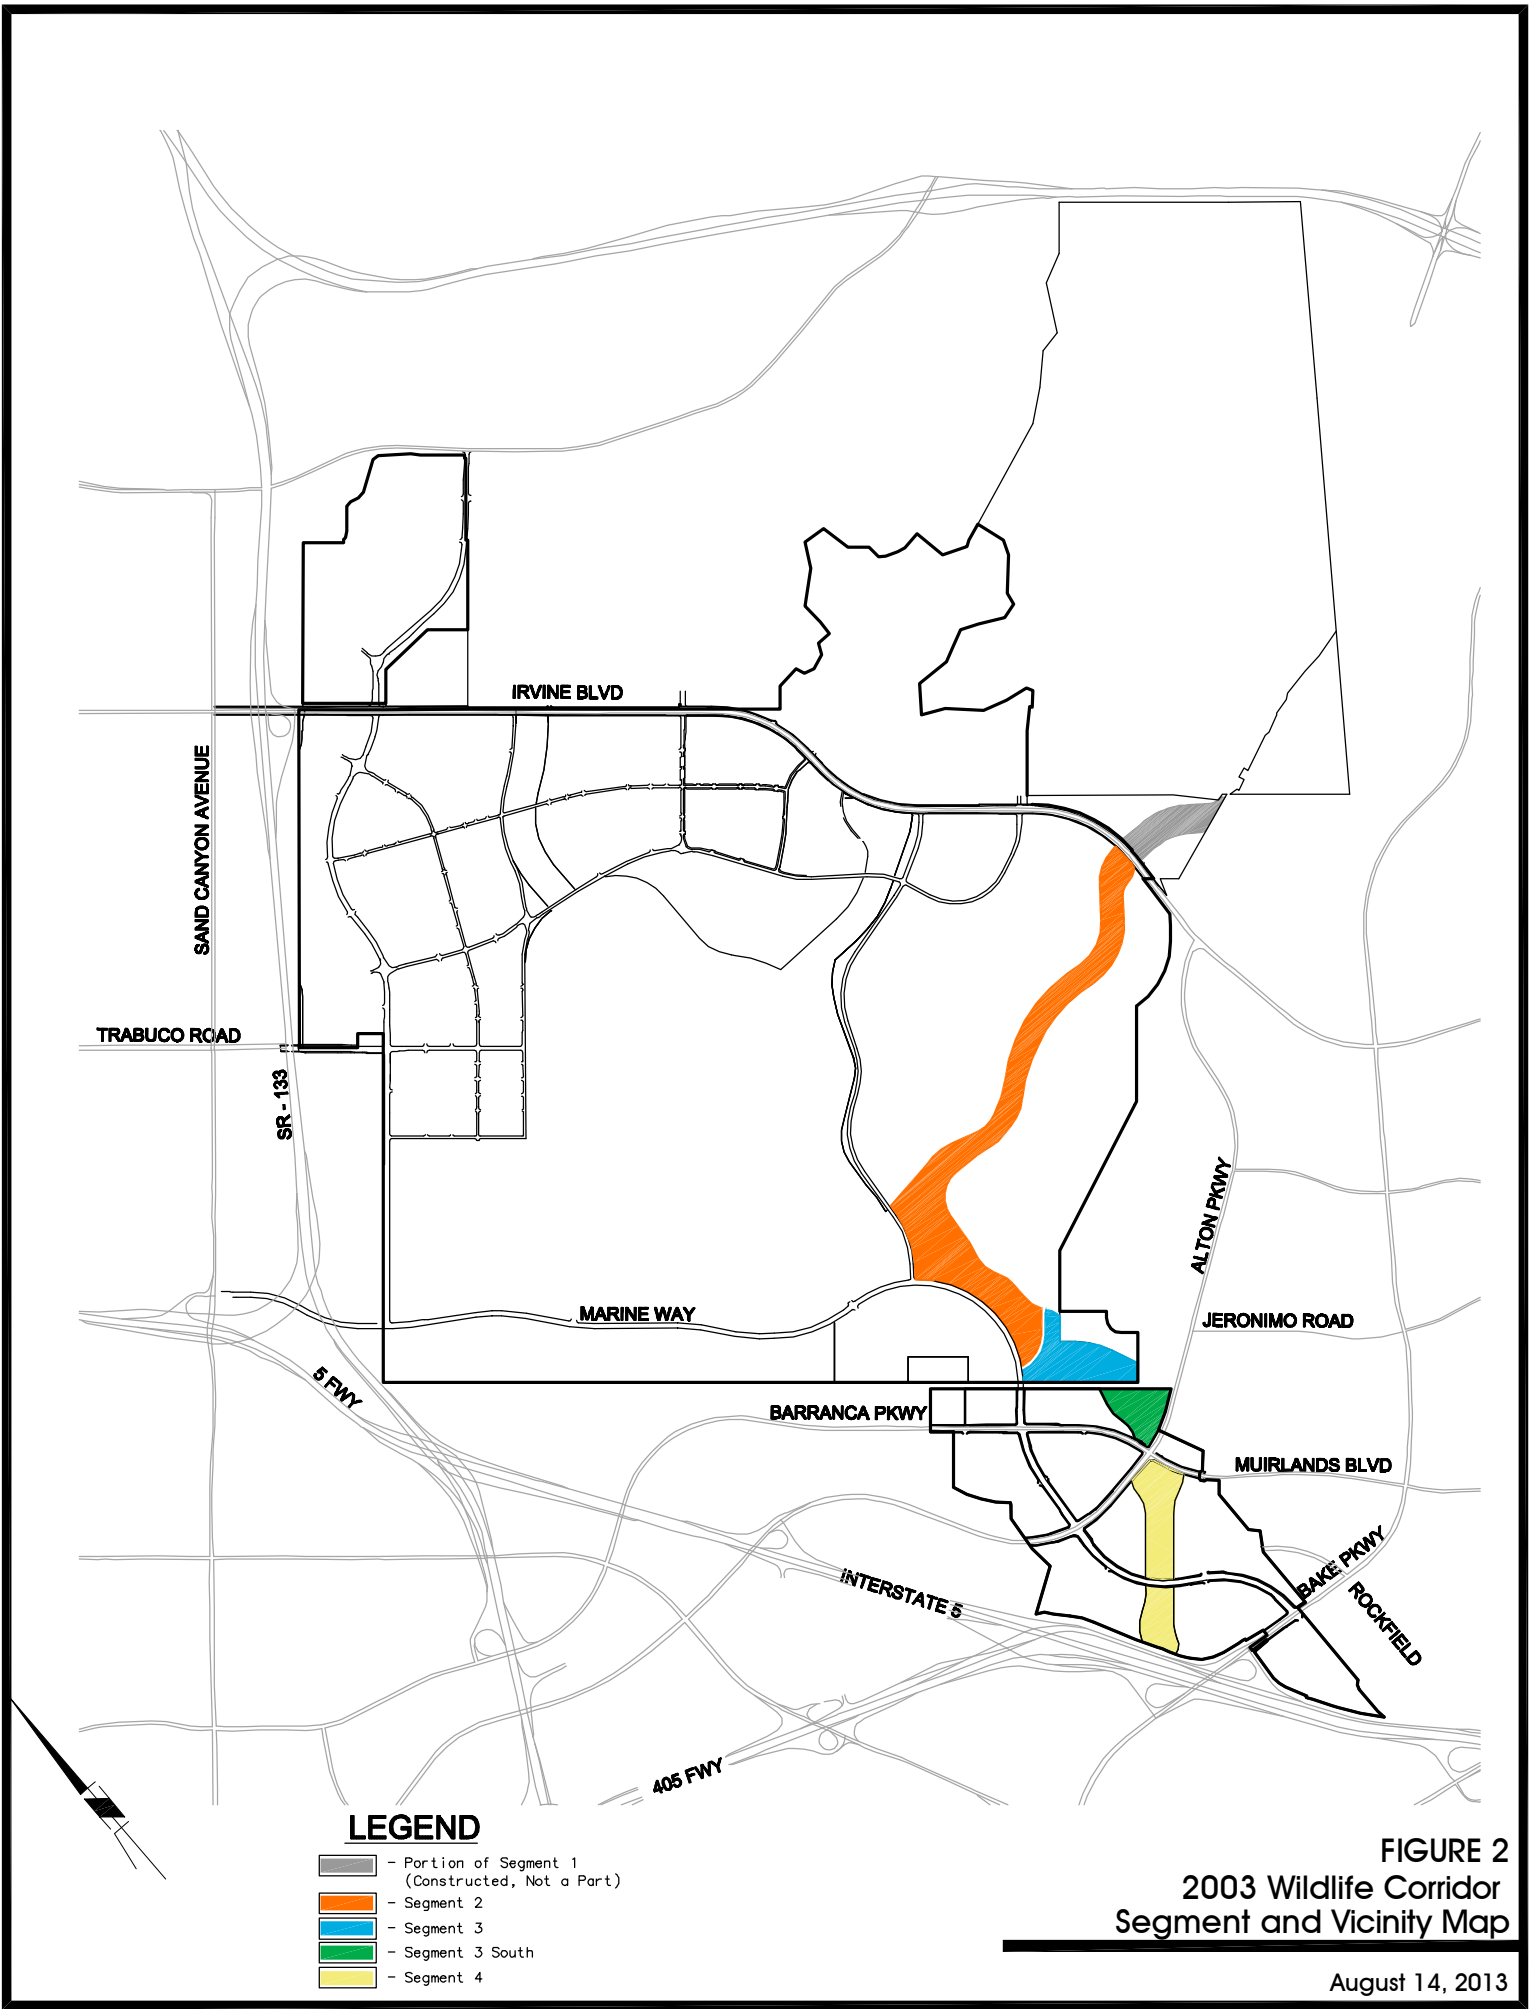 IRVINE BLVD
SAND CANYON AVENUE
TRABUCO ROAD
SR - 133
ALTON PKWY
MARINE WAY
JERONIMO ROAD
5 FWY
BARRANCA PKWY
MUIRLANDS BLVD
BAKE PKWY
INTERSTATE 5
ROCKFIELD
405 FWY
LEGEND
- Portion of Segment 1
(Constructed, Not a Part)
- Segment 2
- Segment 3
- Segment 3 South
- Segment 4
FIGURE 2
2003 Wildlife Corridor
Segment and Vicinity Map
August 14, 2013